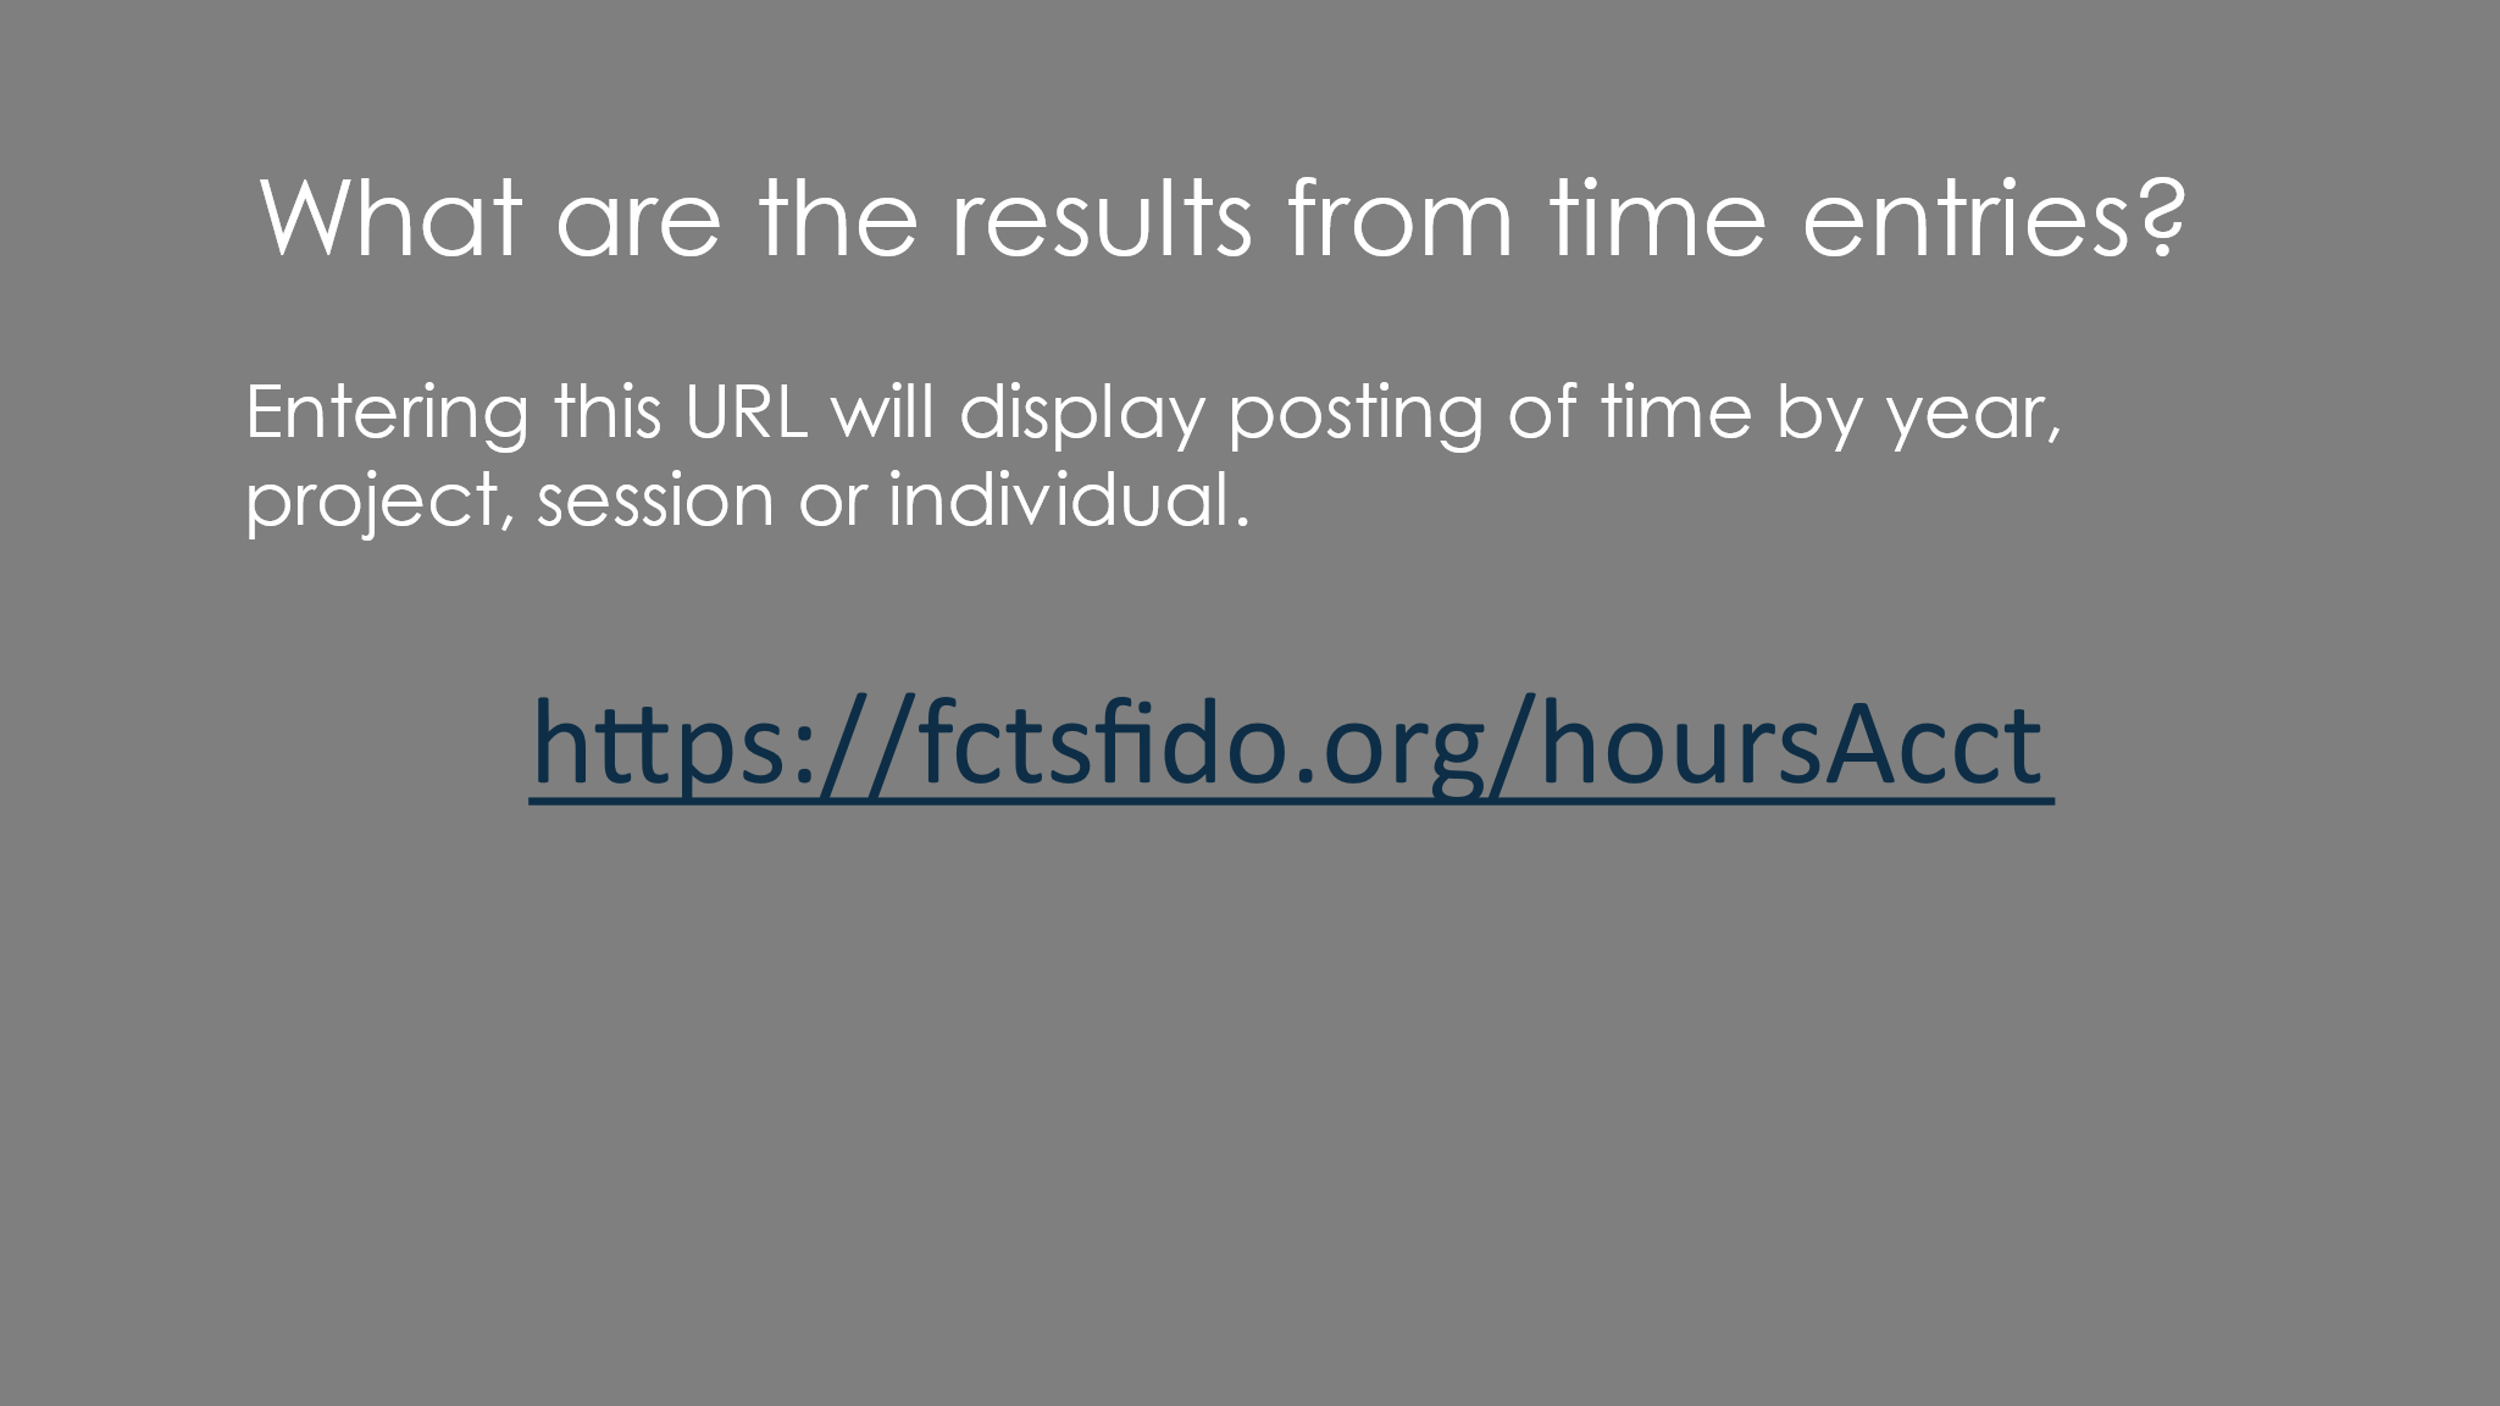 What are the results from time entries?
Entering this URL will display posting of time by year,
project, session or individual.
https://fctsfido.org/hoursAcct